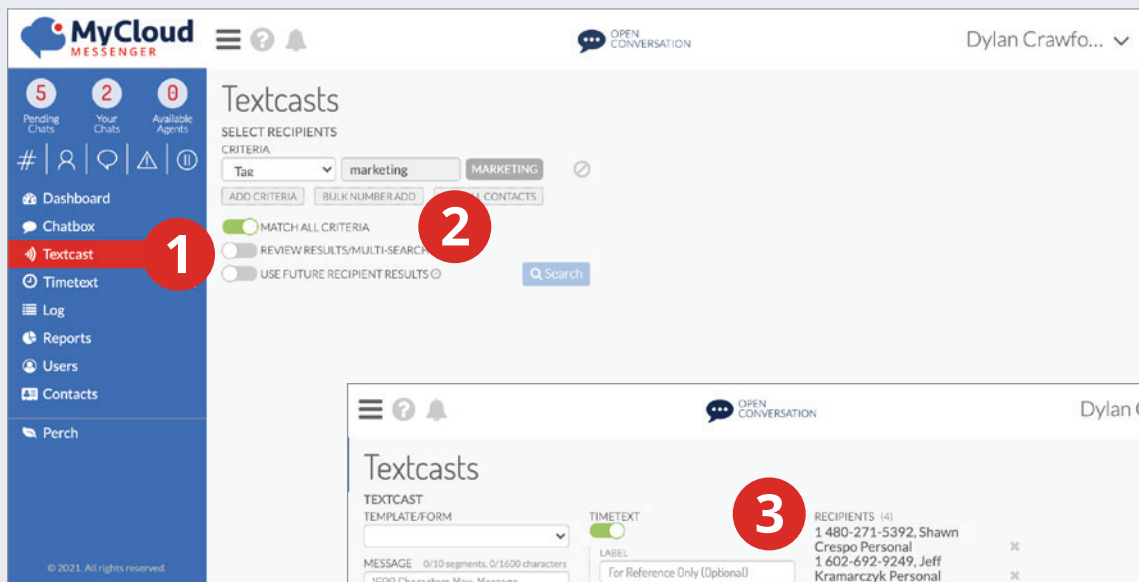 MyCloud
MESSENGER
OPEN
CONVERSATION
Dylan Crawfo...
5
2
0
Pending
Chats
Your
Chats
Available
Agents
#
Dashboard
Chatbox
Textcast
Timetext
Log
Reports
Users
Contacts
Perch
© 2021. All rights reserved.
1
Textcasts
SELECT RECIPIENTS
CRITERIA
Tag
marketing
MARKETING
ADD CRITERIA
BULK NUMBER ADD
CONTACTS
2
MATCH ALL CRITERIA
REVIEW RESULTS/MULTI-SEARCH
USE FUTURE RECIPIENT RESULTS
Search
OPEN
CONVERSATION
Dylan
Textcasts
TEXTCAST
TEMPLATE/FORM
MESSAGE 0/10 segments, 0/1600 characters
1600 Characters Max. Message
TIMETEXT
LABEL
For Reference Only (Optional)
3
RECIPIENTS (4)
1 480-271-5392, Shawn
Crespo Personal
1 602-692-9249, Jeff
Kramarczyk Personal